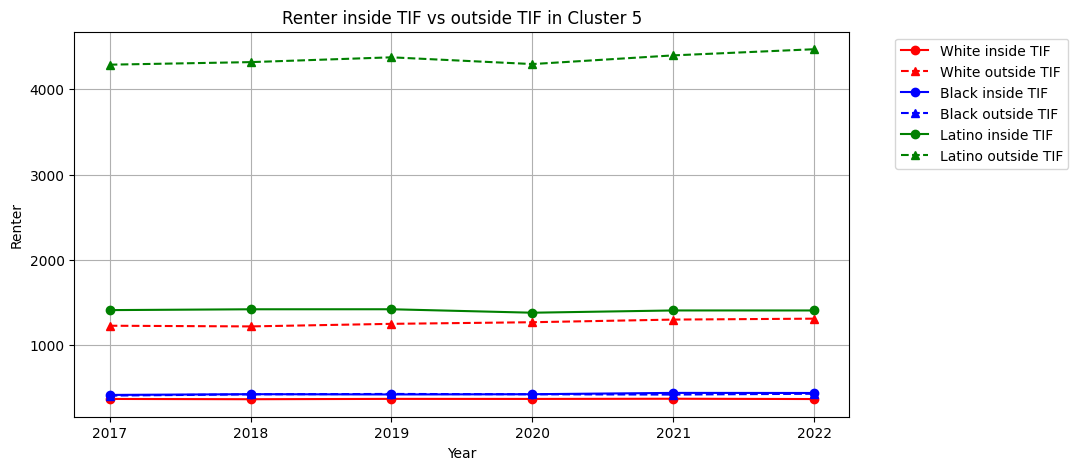 Renter inside TIF vs outside TIF in Cluster 5
White inside TIF
White outside TIF
Black inside TIF
Black outside TIF
Latino inside TIF
Latino outside TIF
Renter
4000
3000
2000
1000
2017 2018 2019 2020 2021 2022
Year